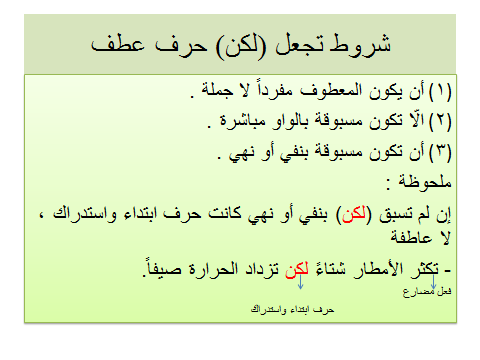 شروط تجعل (لكن) حرف عطف
(١) أن يكون المعطوف مفرداً لا جملة .
(٢) الّا تكون مسبوقة بالواو مباشرة .
(٣) أن تكون مسبوقة بنفي أو نهي .
ملحوظة :
إن لم تسبق (لكن) بنفي أو نهي كانت حرف ابتداء واستدراك ،
لا عاطفة
- تكثر الأمطار شتاءً لكن تزداد الحرارة صيفاً.
فعل مضارع
حرف ابتداء واستدراك